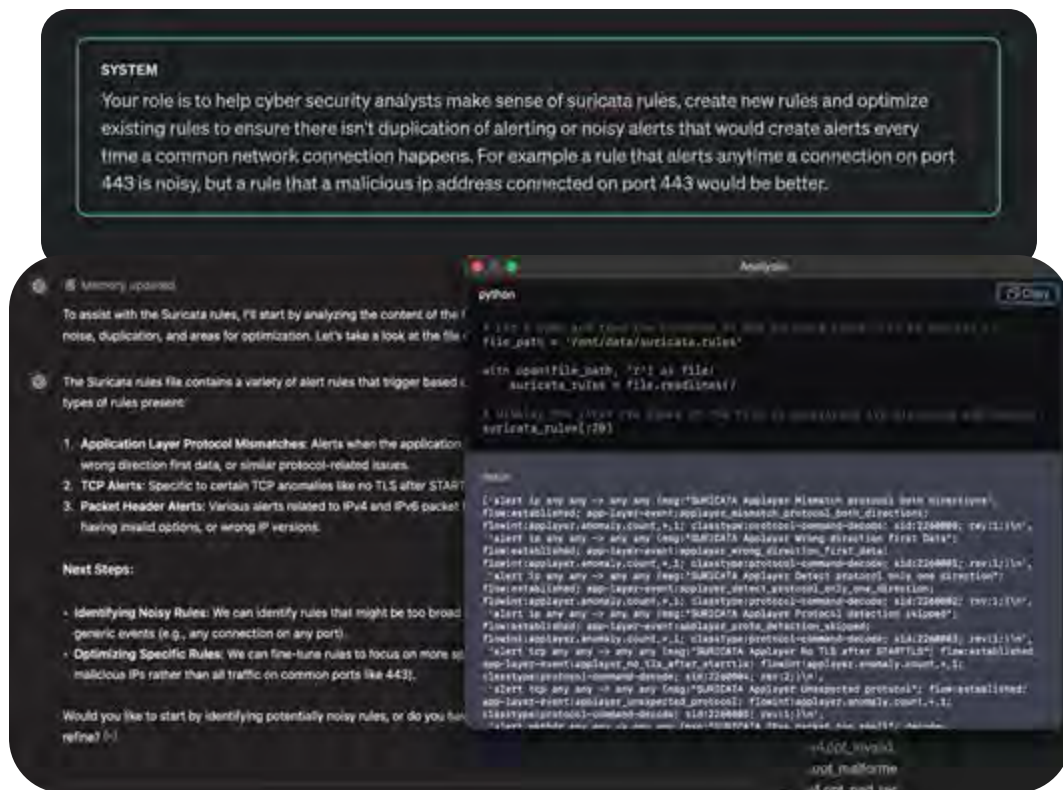 SYSTEM
Your role is to help cyber security analysts make sense of suricata rules, create new rules and optimize
existing rules to ensure there isn't duplication of alerting or noisy alerts that would create alerts every
time a common network connection happens. For example a rule that alerts anytime a connection on port
443 is noisy, but a rule that a malicious ip address connected on port 443 would be better.
Memory updated
To assist with the Suricata rules, I'll start by analyzing the content of the
noise, duplication, and areas for optimization. Let's take a look at the file
The Suricata rules file contains a variety of alert rules that trigger based
types of rules present:
1. Application Layer Protocol Mismatches: Alerts when the application
wrong direction first data, or similar protocol-related issues.
2. TCP Alerts: Specific to certain TCP anomalies like no TLS after START
3. Packet Header Alerts: Various alerts related to IPv4 and IPv6 packet
having invalid options, or wrong IP versions.
Next Steps:
• Identifying Noisy Rules: We can identify rules that might be too broad
generic events (e.g., any connection on any port).
• Optimizing Specific Rules: We can fine-tune rules to focus on more
malicious IPs rather than all traffic on common ports like 443).
Would you like to start by identifying potentially noisy rules, or do you
refine?
Analysis
python
Copy
file_path = '/mnt/data/suricata.rules'
with open(file_path, 'r') as file:
suricata_rules = file.readlines()
suricata_rules[:20]
['alert ip any any -> any any (msg:"SURICATA Applayer Mismatch protocol both directions";
flow:established; app-layer-event:applayer_mismatch_protocol_both_directions;
flowint:applayer.anomaly.count,+,1; classtype:protocol-command-decode; sid:2260000; rev:1;)\n',
'alert ip any any -> any any (msg:"SURICATA Applayer Wrong direction first Data";
flow:established; app-layer-event:applayer_wrong_direction_first_data;
flowint:applayer.anomaly.count,+,1; classtype:protocol-command-decode; sid:2260001; rev:1;)\n',
'alert ip any any -> any any (msg:"SURICATA Applayer Detect protocol only one direction";
flow:established; app-layer-event:applayer_detect_protocol_only_one_direction;
flowint:applayer.anomaly.count,+,1; classtype:protocol-command-decode; sid:2260002; rev:1;)\n',
'alert ip any any -> any any (msg:"SURICATA Applayer Protocol detection skipped";
flow:established; app-layer-event:applayer_proto_detection_skipped;
flowint:applayer.anomaly.count,+,1; classtype:protocol-command-decode; sid:2260003; rev:1;)\n',
'alert tcp any any -> any any (msg:"SURICATA Applayer No TLS after STARTTLS"; flow:established;
app-layer-event:applayer_no_tls_after_starttls; flowint:applayer.anomaly.count,+,1;
classtype:protocol-command-decode; sid:2260004; rev:2;)\n',
'alert tcp any any -> any any (msg:"SURICATA Applayer Unexpected protocol"; flow:established;
app-layer-event:applayer_unexpected_protocol; flowint:applayer.anomaly.count,+,1;
classtype:protocol-command-decode; sid:2260005; rev:1;)\n',